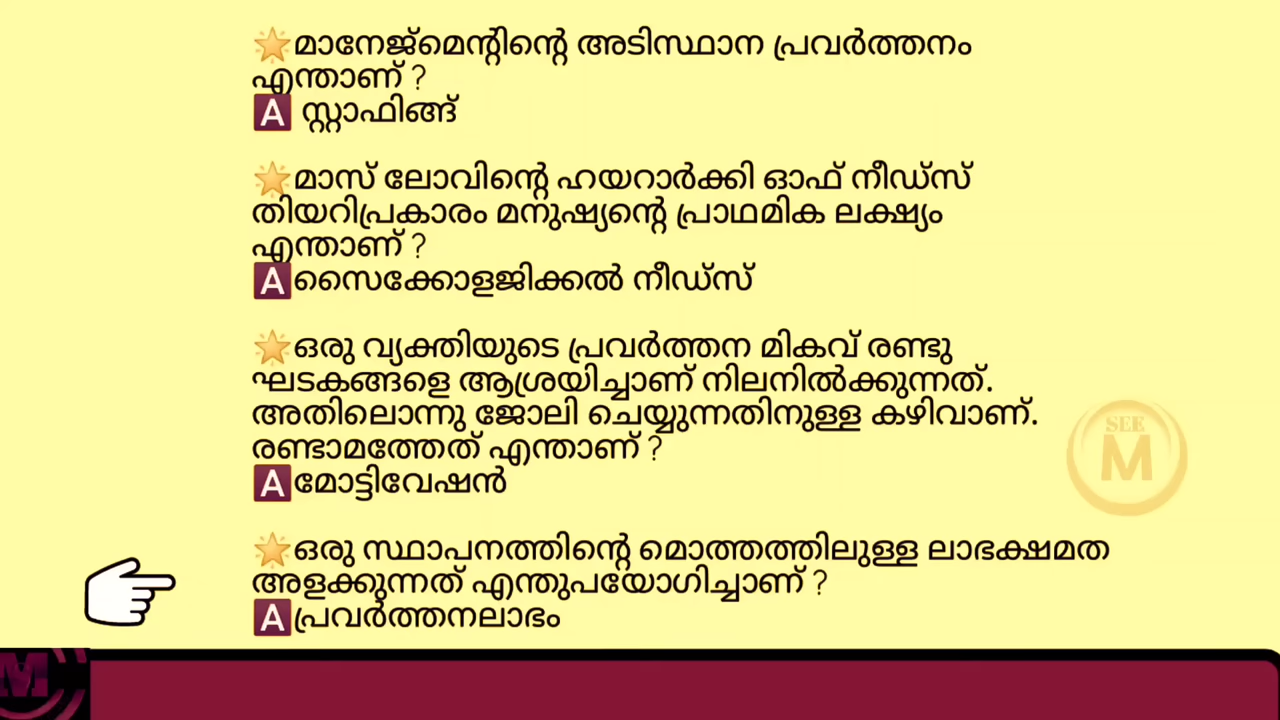 🌟മാനേജ്മെന്റിന്റെ അടിസ്ഥാന പ്രവർത്തനം
എന്താണ് ?
🅰 സ്റ്റാഫിങ്ങ്
🌟മാസ് ലോവിന്റെ ഹയറാർക്കി ഓഫ് നീഡ്സ്
തിയറിപ്രകാരം മനുഷ്യന്റെ പ്രാഥമിക ലക്ഷ്യം
എന്താണ് ?
🅰സൈക്കോളജിക്കൽ നീഡ്സ്
🌟ഒരു വ്യക്തിയുടെ പ്രവർത്തന മികവ് രണ്ടു
ഘടകങ്ങളെ ആശ്രയിച്ചാണ് നിലനിൽക്കുന്നത്.
അതിലൊന്നു ജോലി ചെയ്യുന്നതിനുള്ള കഴിവാണ്.
രണ്ടാമത്തേത് എന്താണ് ?
🅰മോട്ടിവേഷൻ
🌟ഒരു സ്ഥാപനത്തിന്റെ മൊത്തത്തിലുള്ള ലാഭക്ഷമത
അളക്കുന്നത് എന്തുപയോഗിച്ചാണ് ?
🅰പ്രവർത്തനലാഭം
SEE
M
M